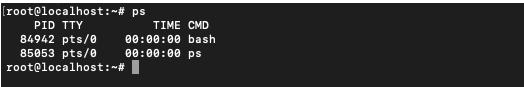 [root@localhost:~# ps
PID TTY TIME CMD
84942 pts/0 00:00:00 bash
85053 pts/0 00:00:00 ps
root@localhost:~#